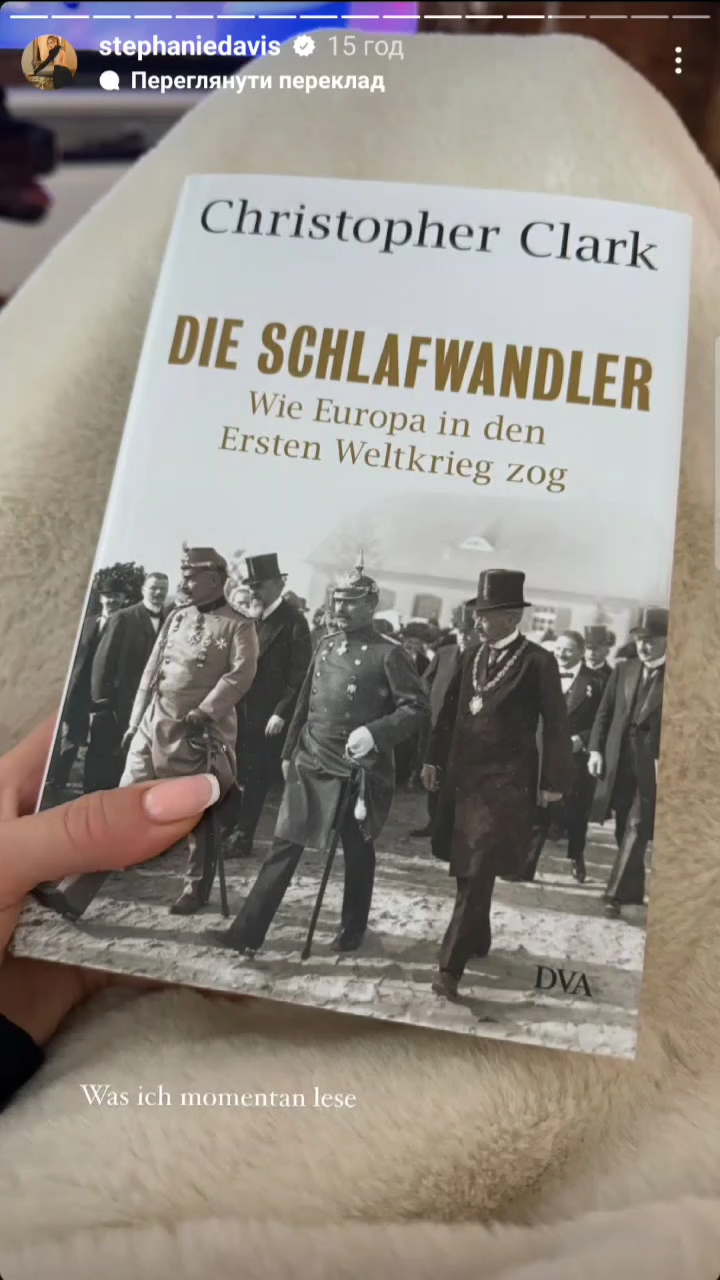 stephaniedavis 15 год
Переглянути переклад
Christopher Clark
DIE SCHLAFWANDLER
Wie Europa in den
Ersten Weltkrieg zog
DVA
Was ich momentan lese